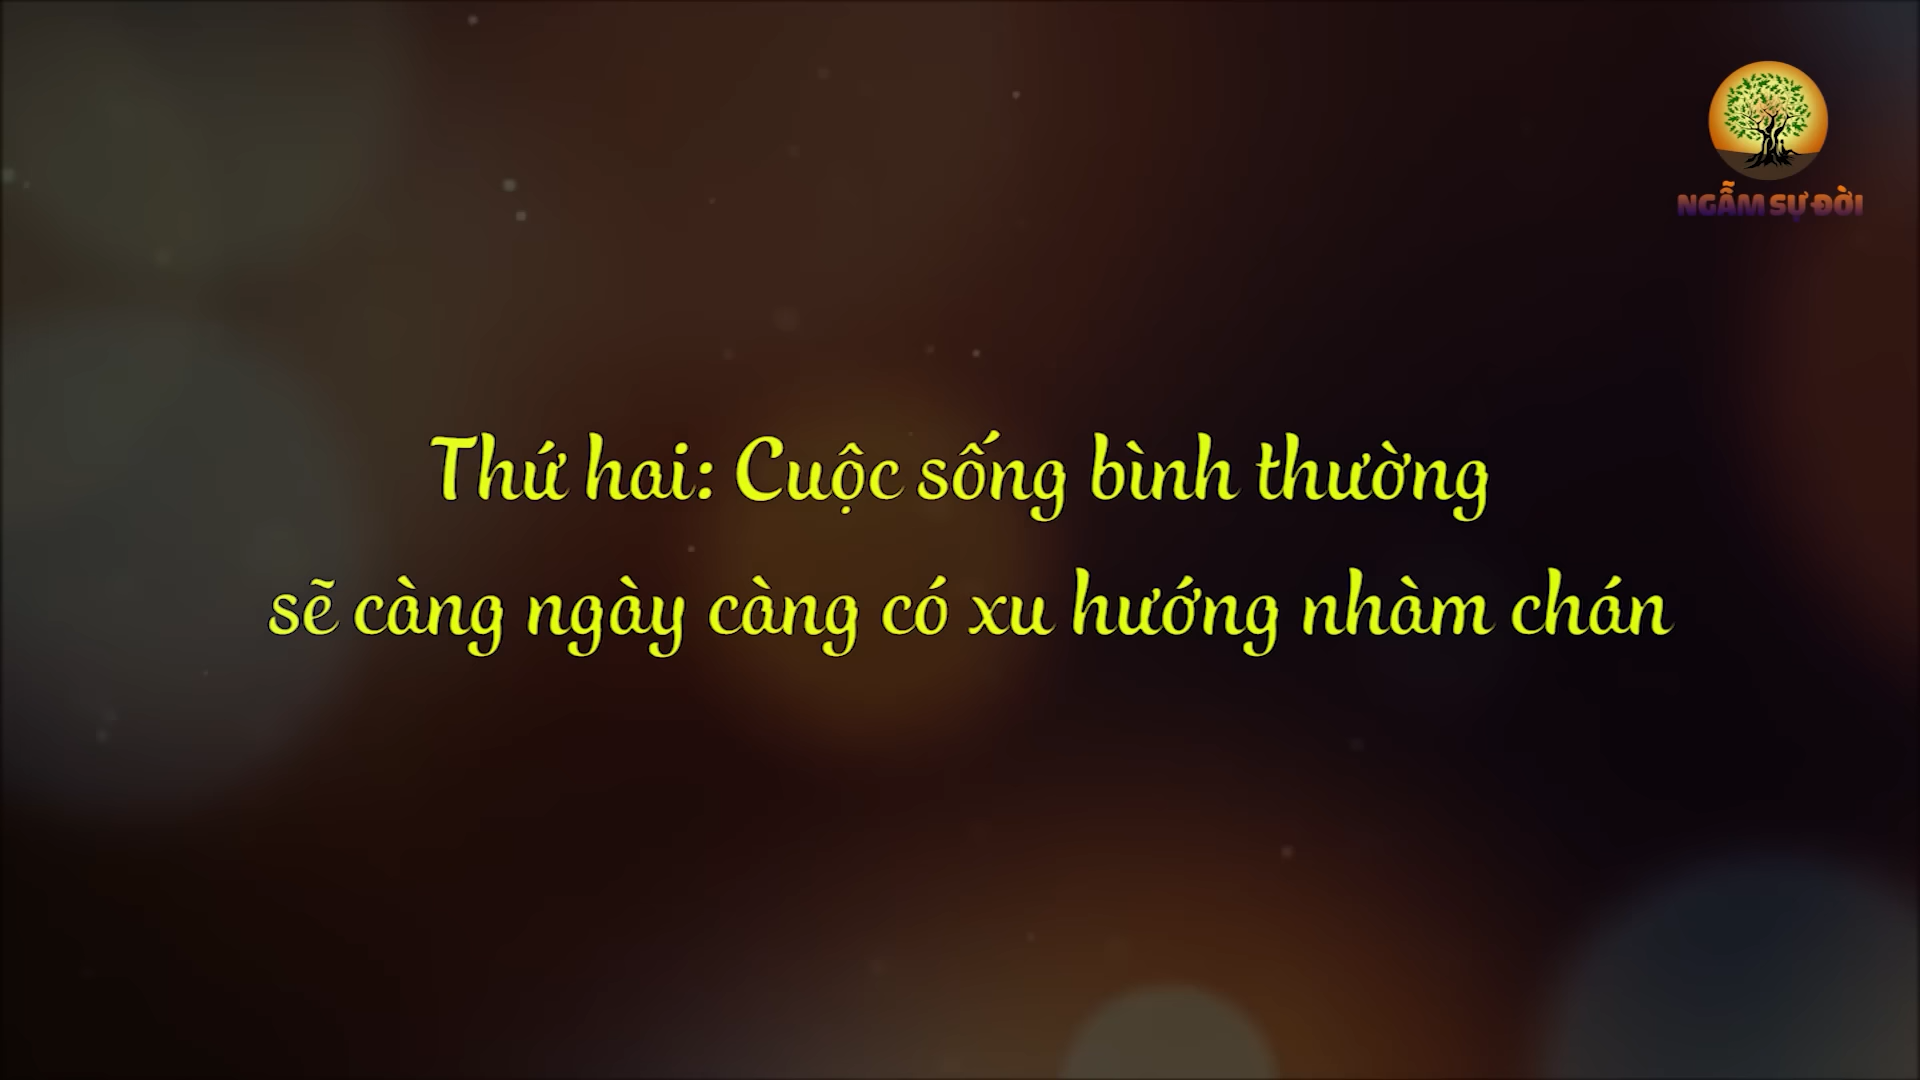 NGẪM SỰ ĐỜI
Thứ hai: Cuộc sống bình thường
sẽ càng ngày càng có xu hướng nhàm chán